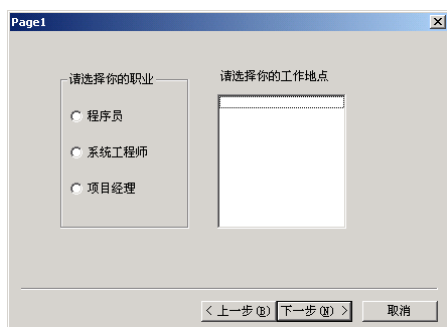 Page1
请选择你的职业
请选择你的工作地点
程序员
系统工程师
项目经理
< 上一步(B) 下一步(N) > 取消